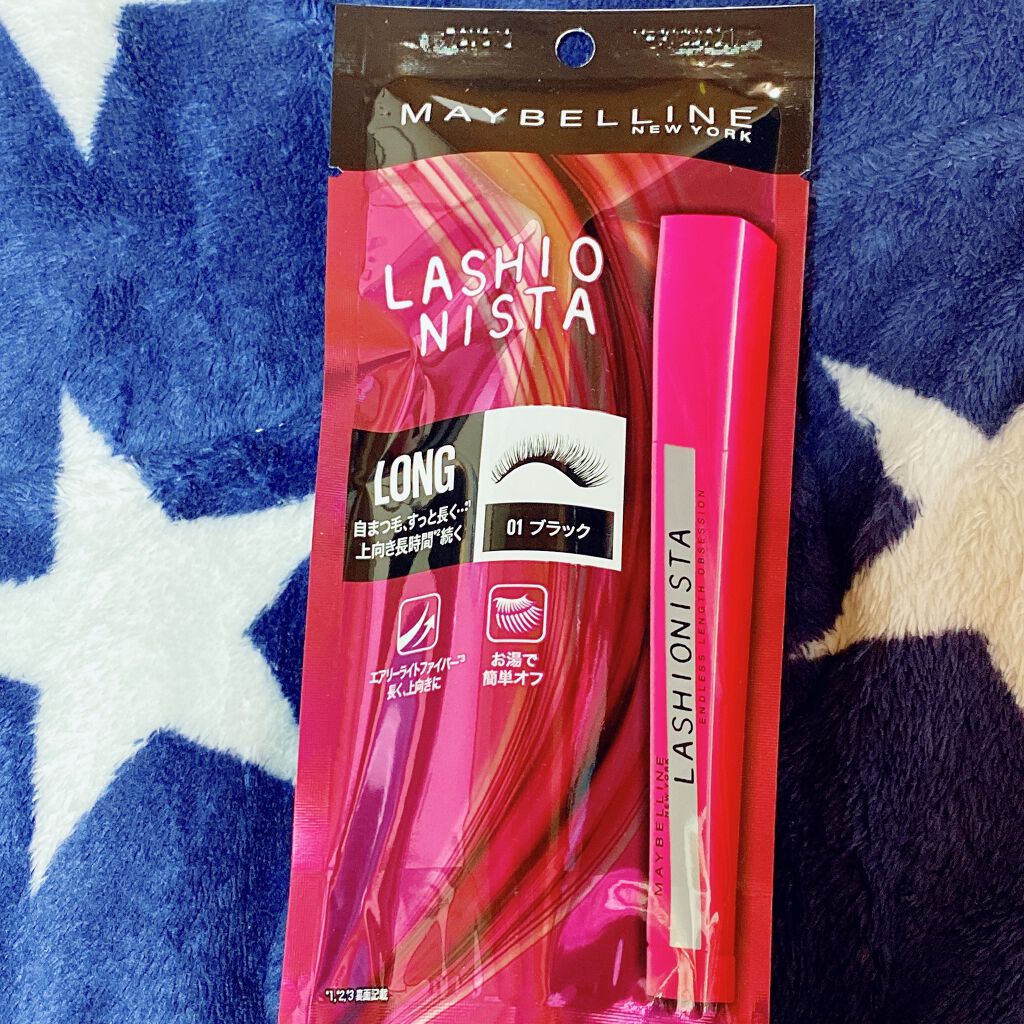 MAYBELLINE
NEW YORK
LASHIO
NISTA
LONG
自まつ毛、すっと長く…*1
上向き長時間*2続く
01 ブラック
エアリーライトファイバー*3
長く、上向きに
お湯で
簡単オフ
MAYBELLINE
NEW YORK
LASHIONISTA
ENDLESS LENGTH OBSESSION
*1,*2,*3 裏面記載